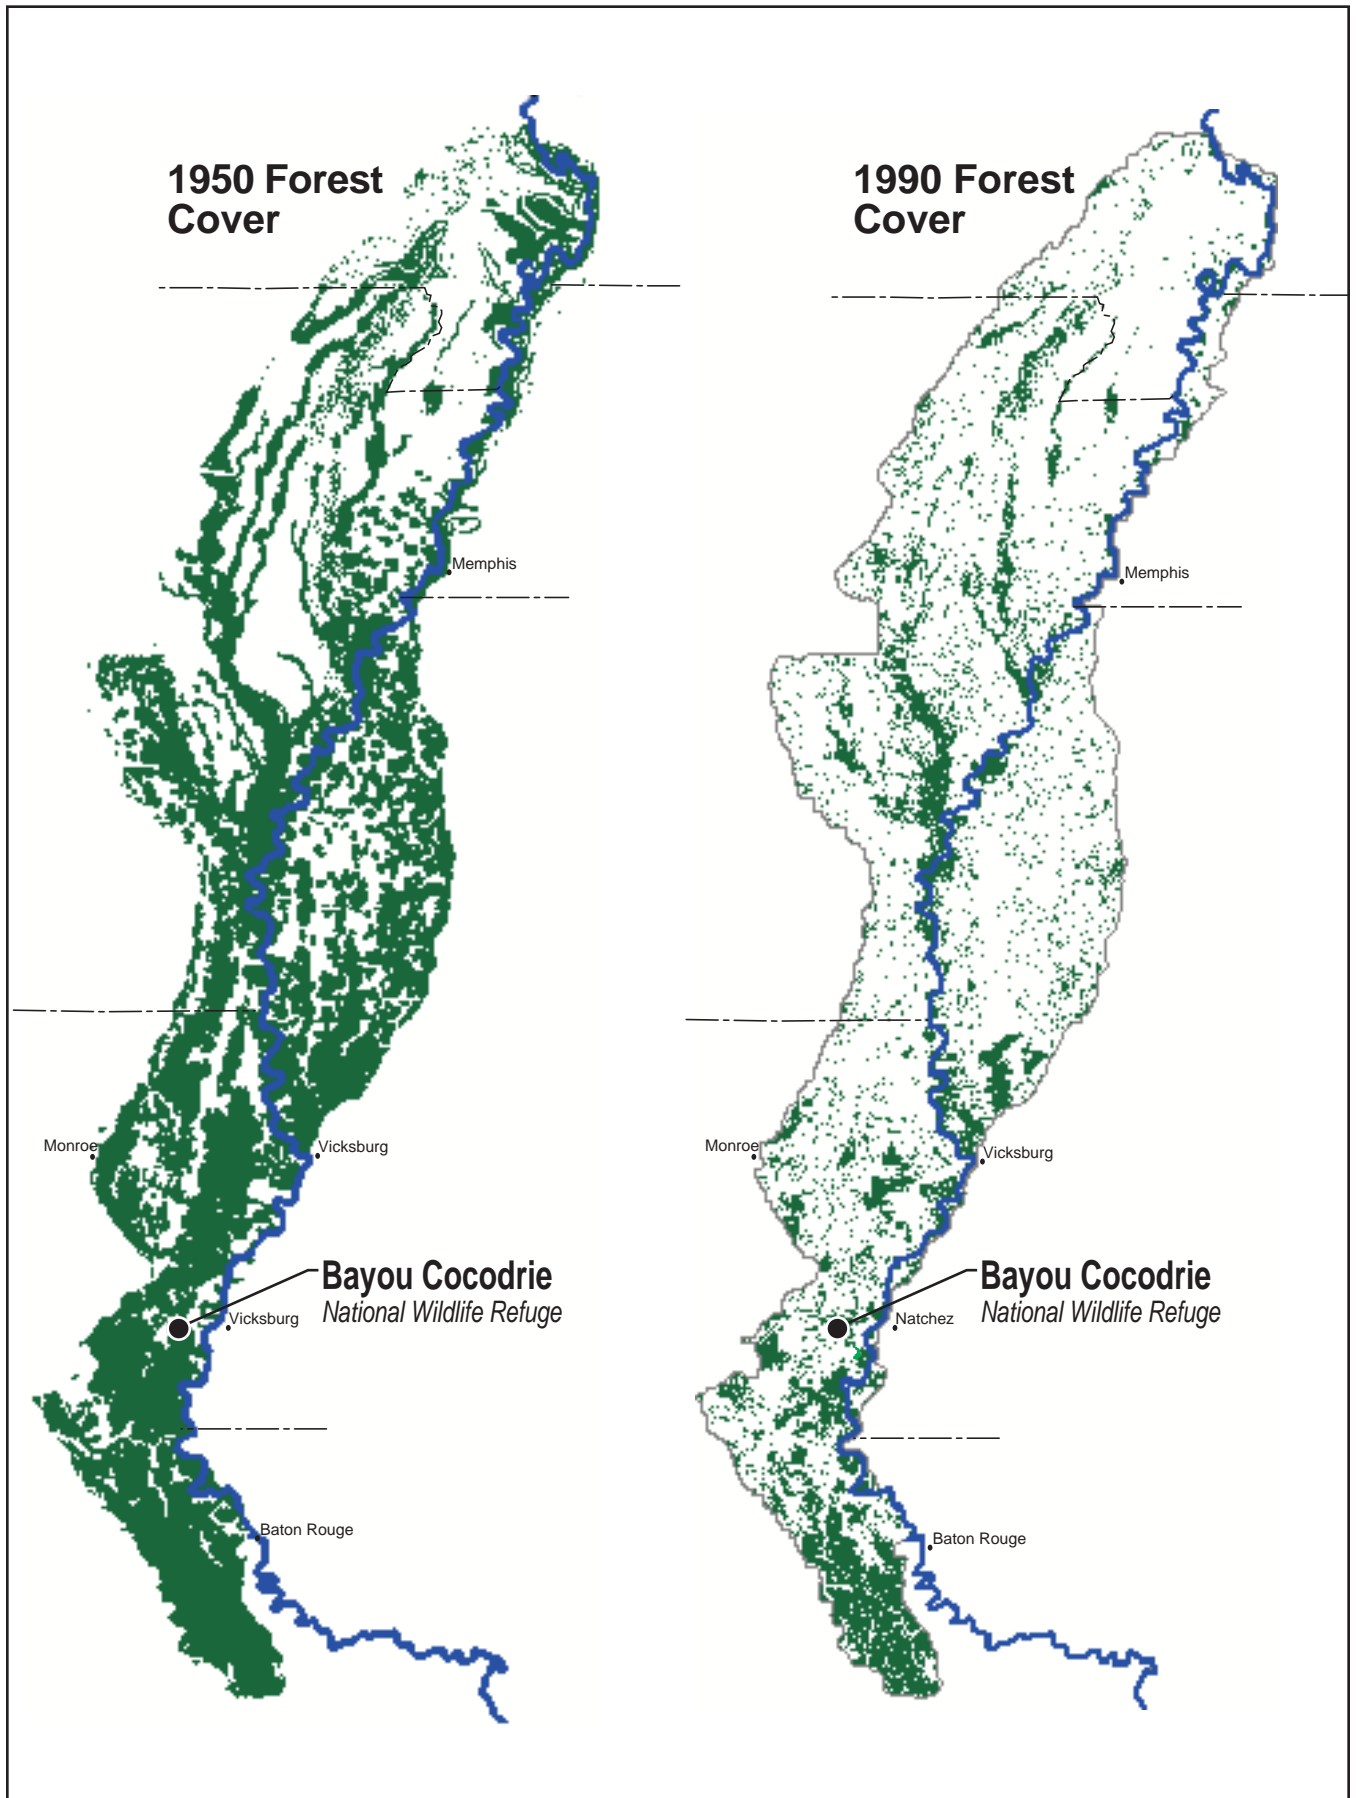 1950 Forest
Cover
Memphis
Monroe
Vicksburg
Bayou Cocodrie
National Wildlife Refuge
Vicksburg
Baton Rouge
1990 Forest
Cover
Memphis
Monroe
Vicksburg
Bayou Cocodrie
National Wildlife Refuge
Natchez
Baton Rouge